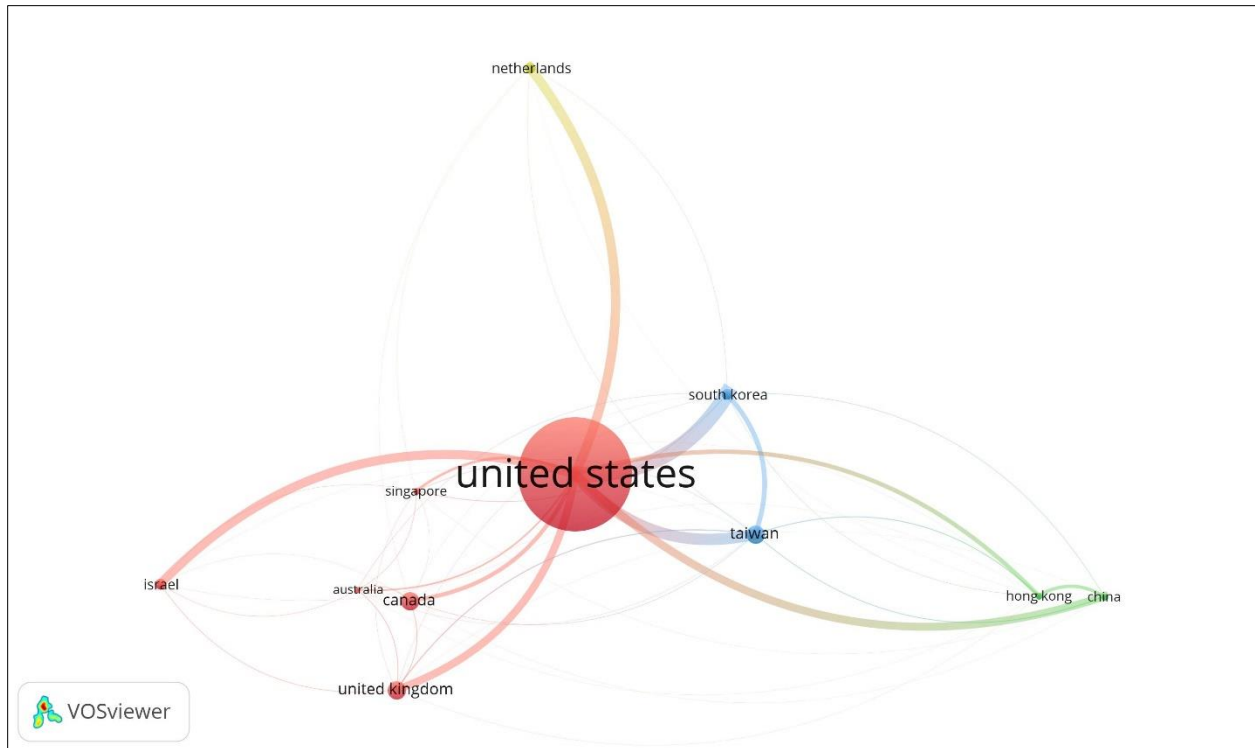 netherlands
south korea
united states
singapore
taiwan
israel
australia
canada
hong kong
china
united kingdom
VOSviewer